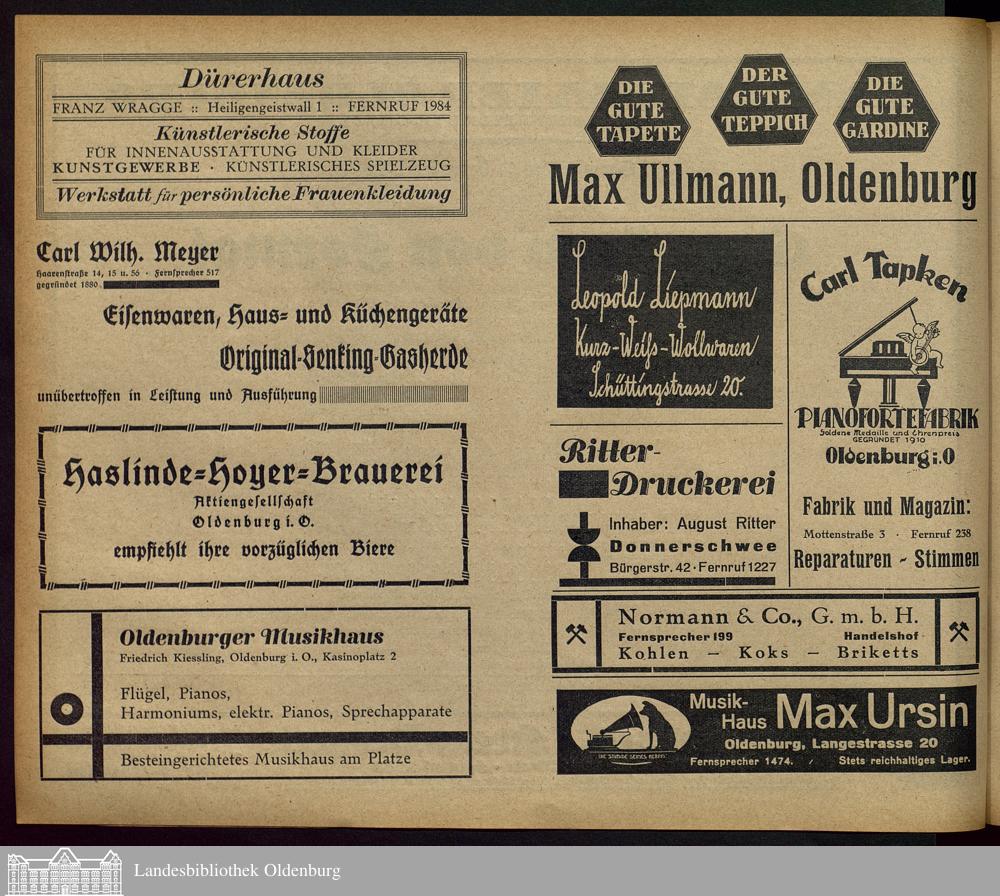 Dürerhaus
FRANZ WRAGGE :: Heiligengeistwall 1 :: FERNRUF 1984
Künstlerische Stoffe
FÜR INNENAUSSTATTUNG UND KLEIDER
KUNSTGEWERBE · KÜNSTLERISCHES SPIELZEUG
Werkstatt für persönliche Frauenkleidung
Carl Wilh. Meyer
Haarenstraße 14, 15 u. 56 · Fernsprecher 517
gegründet 1880
Eisenwaren, Haus- und Küchengeräte
Original-Senking-Gasherde
unübertroffen in Leistung und Ausführung
Haslinde-Hoyer-Brauerei
Aktiengesellschaft
Oldenburg i. O.
empfiehlt ihre vorzüglichen Biere
Oldenburger Musikhaus
Friedrich Kiessling, Oldenburg i. O., Kasinoplatz 2
Flügel, Pianos,
Harmoniums, elektr. Pianos, Sprechapparate
Besteingerichtetes Musikhaus am Platze
DIE
GUTE
TAPETE
DER
GUTE
TEPPICH
DIE
GUTE
GARDINE
Max Ullmann, Oldenburg
Leopold Liepmann
Kurz-Weiß-Wollwaren
Schüttingstrasse 20.
Carl Tapken
PIANOFORTEFABRIK
Goldene Medaille und Ehrenpreis
GEGRÜNDET 1910
Oldenburg i. O
Fabrik und Magazin:
Mottenstraße 3 · Fernruf 238
Reparaturen - Stimmen
Ritter-
Druckerei
Inhaber: August Ritter
Donnerschwee
Bürgerstr. 42 · Fernruf 1227
Normann & Co., G. m. b. H.
Fernsprecher 199 Handelshof
Kohlen — Koks — Briketts
Musik-
Haus Max Ursin
Oldenburg, Langestrasse 20
DIE STIMME SEINES HERRN
Fernsprecher 1474. / Stets reichhaltiges Lager.
Landesbibliothek Oldenburg